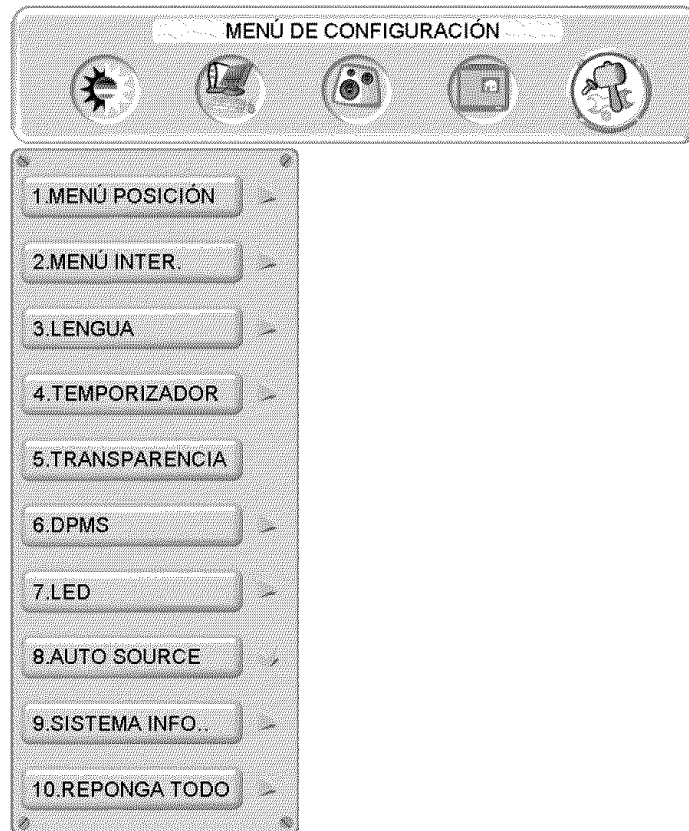 MENÚ DE CONFIGURACIÓN
1.MENÚ POSICIÓN
2.MENÚ INTER.
3.LENGUA
4.TEMPORIZADOR
5.TRANSPARENCIA
6.DPMS
7.LED
8.AUTO SOURCE
9.SISTEMA INFO..
10.REPONGA TODO